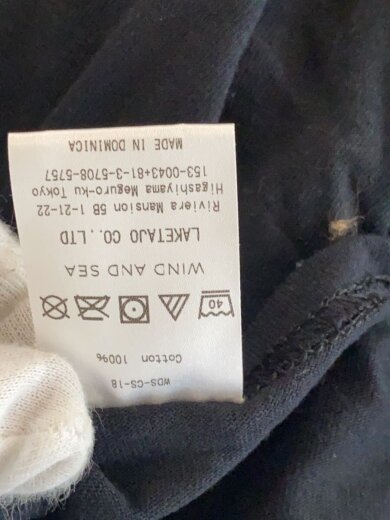 WDS-CS-18
Cotton 100%
40
WIND AND SEA
LAKETAJO CO., LTD
Riviera Mansion 5B 1-21-22
Higashiyama Meguro-ku Tokyo
153-0043+81-3-5708-5757
MADE IN DOMINICA